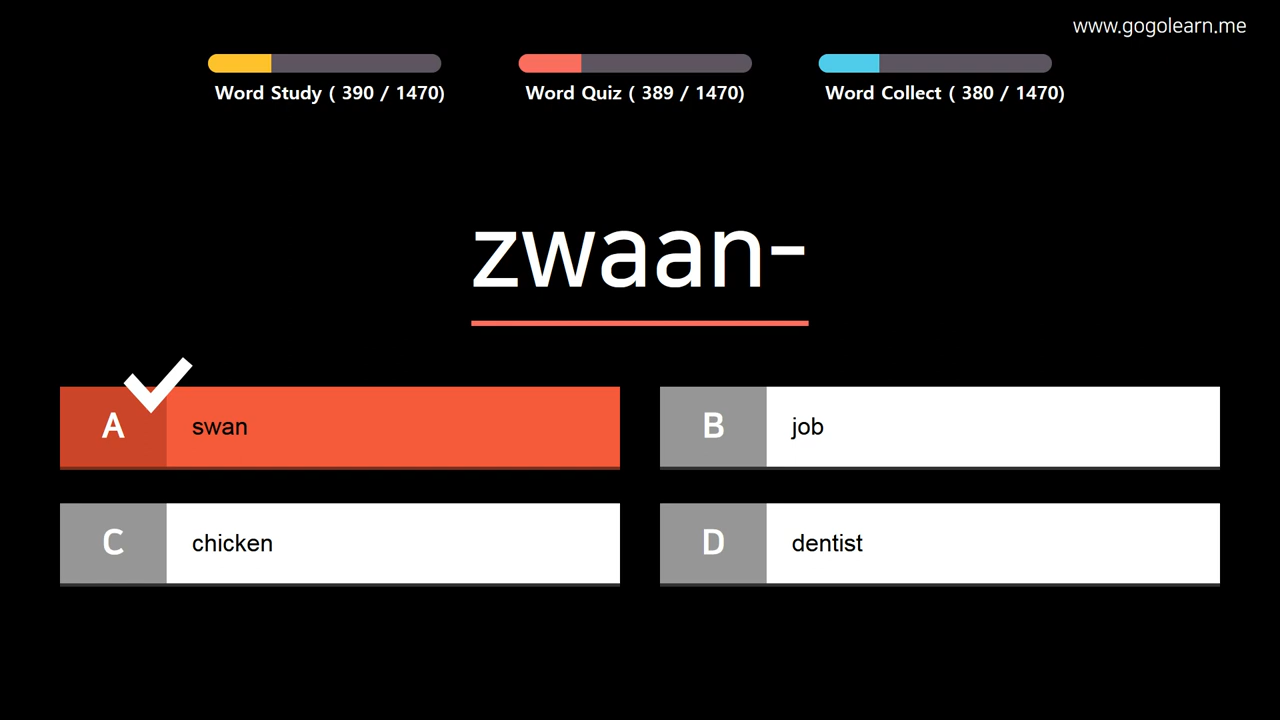 www.gogolearn.me
Word Study ( 390 / 1470)
Word Quiz ( 389 / 1470)
Word Collect ( 380 / 1470)
zwaan-
A swan
B job
C chicken
D dentist